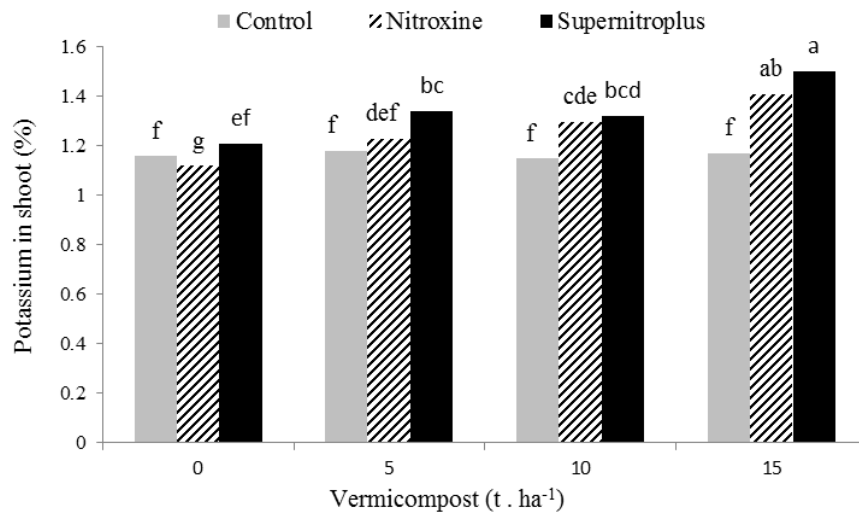 Control Nitroxine Supernitroplus
1.6
1.4
1.2
1
0.8
0.6
0.4
0.2
0
Potassium in shoot (%)
f g ef
f def bc
f cde bcd
f ab a
0 5 10 15
Vermicompost (t . ha⁻¹)